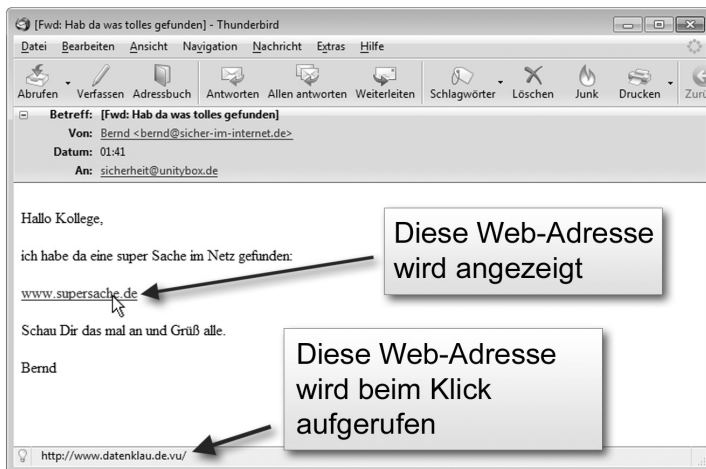 [Fwd: Hab da was tolles gefunden] - Thunderbird
Datei Bearbeiten Ansicht Navigation Nachricht Extras Hilfe
Abrufen Verfassen Adressbuch Antworten Allen antworten Weiterleiten Schlagwörter Löschen Junk Drucken
Betreff: [Fwd: Hab da was tolles gefunden]
Von: Bernd <bernd@sicher-im-internet.de>
Datum: 01:41
An: sicherheit@unitybox.de
Hallo Kollege,
ich habe da eine super Sache im Netz gefunden:
www.supersache.de
Schau Dir das mal an und Grüß alle.
Bernd
Diese Web-Adresse
wird angezeigt
Diese Web-Adresse
wird beim Klick
aufgerufen
http://www.datenklau.de.vu/